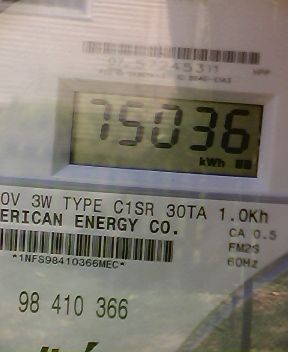 75036
kWh
0V 3W TYPE C1SR 30TA 1.0Kh
ERICAN ENERGY CO.
CA 0.5
FM2S
60Hz
*1NFS98410366MEC*
98 410 366